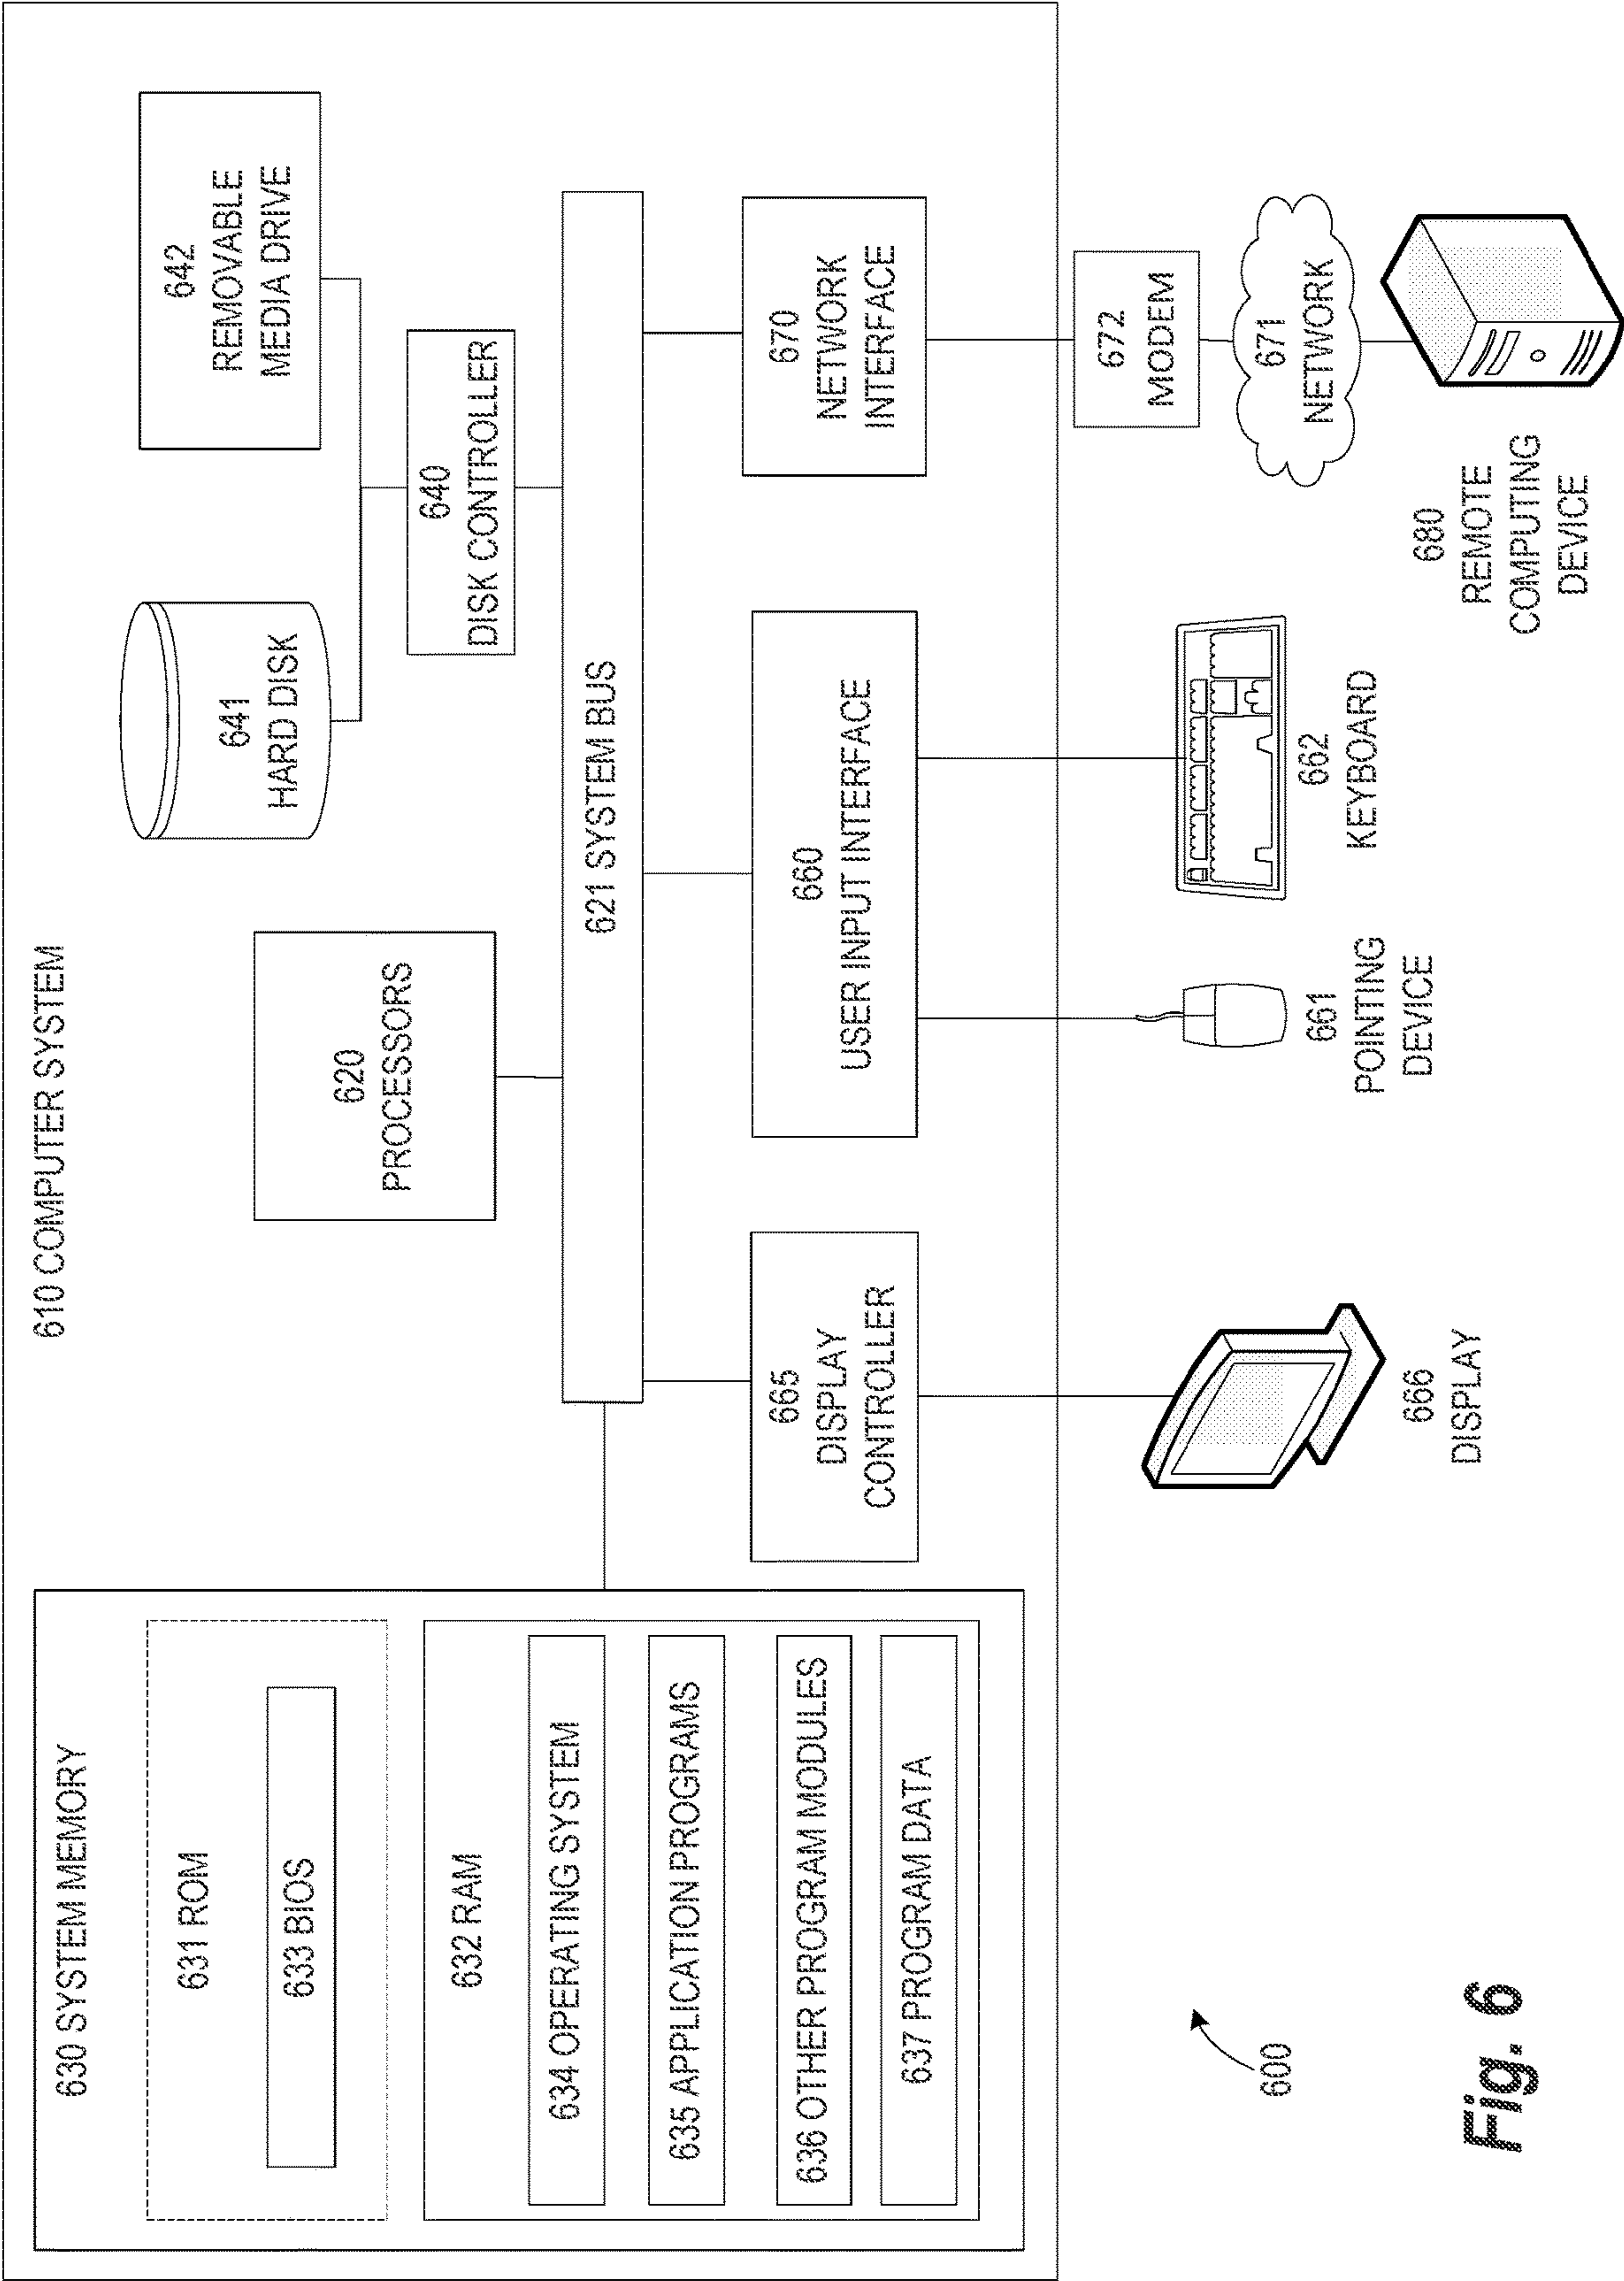 610 COMPUTER SYSTEM
630 SYSTEM MEMORY
631 ROM
633 BIOS
632 RAM
634 OPERATING SYSTEM
635 APPLICATION PROGRAMS
636 OTHER PROGRAM MODULES
637 PROGRAM DATA
620
PROCESSORS
641
HARD DISK
642
REMOVABLE
MEDIA DRIVE
640
DISK CONTROLLER
621 SYSTEM BUS
665
DISPLAY
CONTROLLER
660
USER INPUT INTERFACE
670
NETWORK
INTERFACE
672
MODEM
671
NETWORK
666
DISPLAY
661
POINTING
DEVICE
662
KEYBOARD
680
REMOTE
COMPUTING
DEVICE
600
Fig. 6